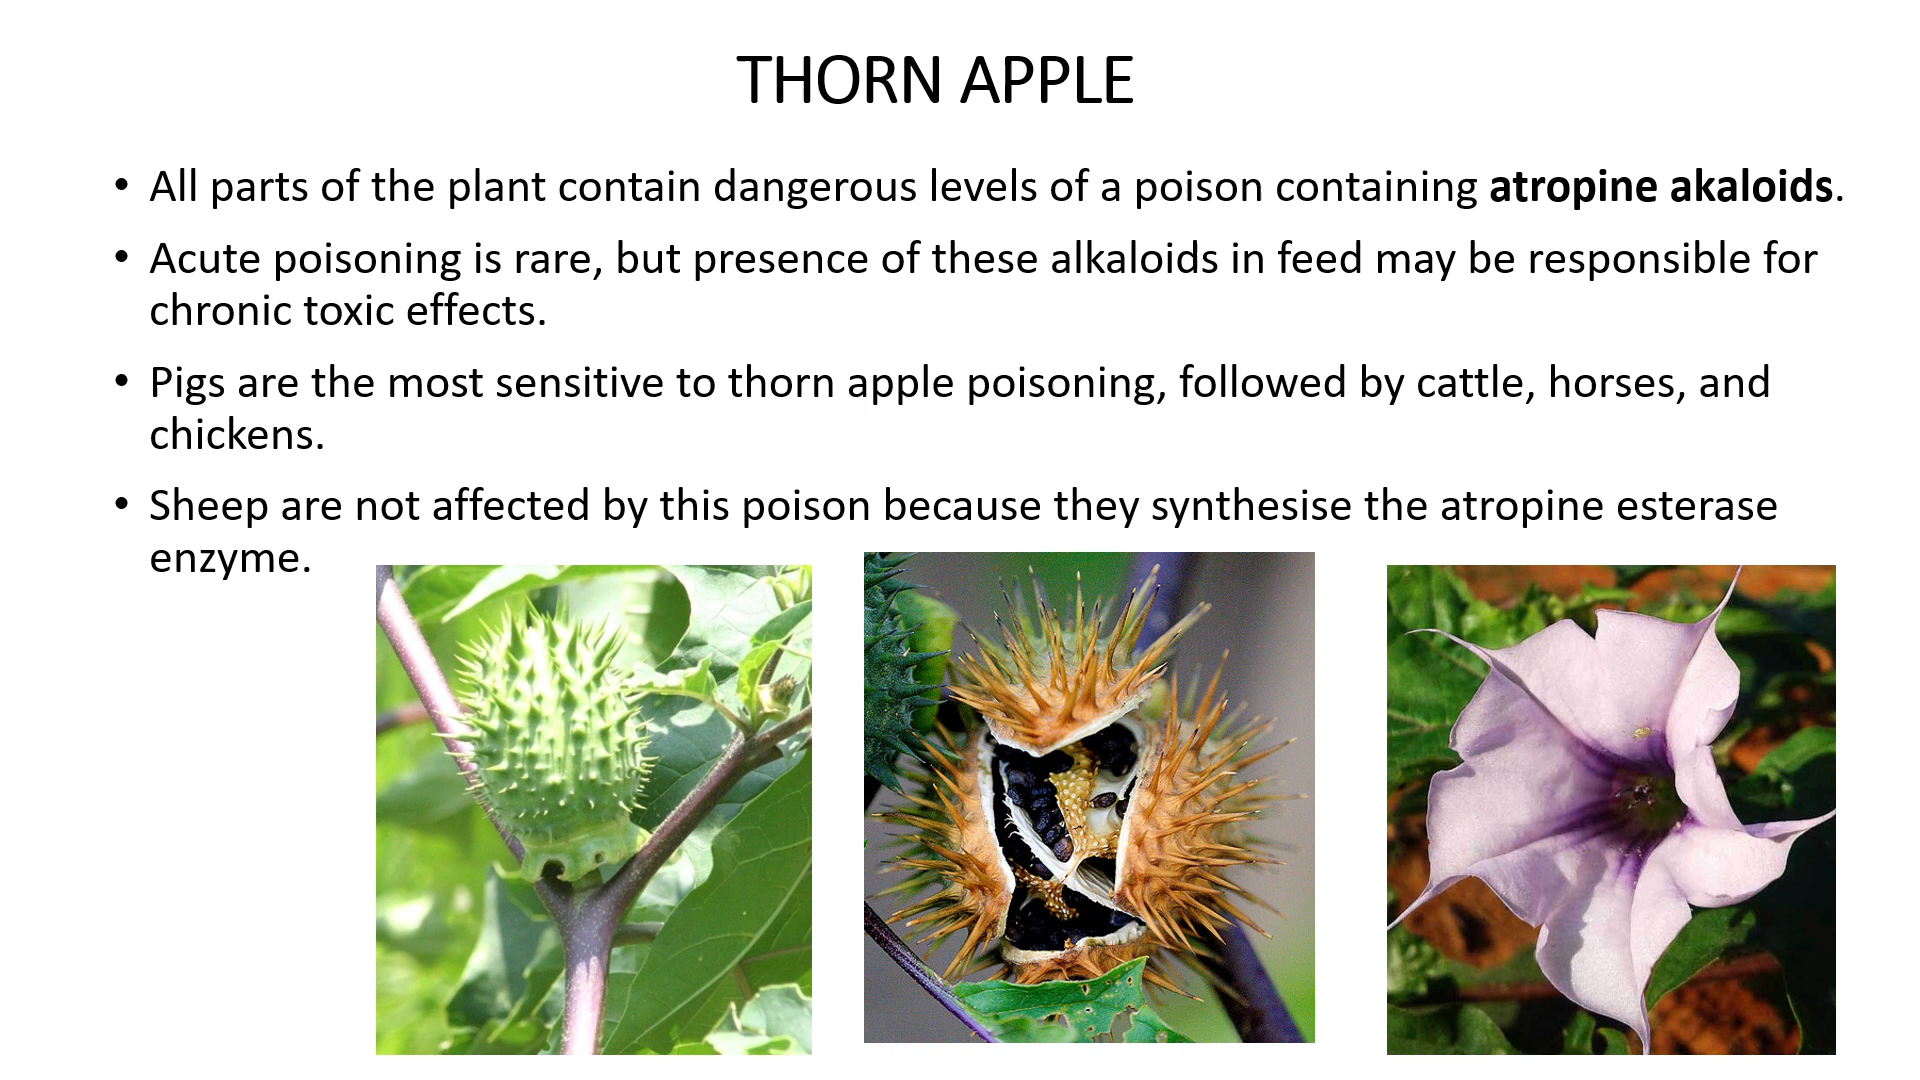 THORN APPLE
• All parts of the plant contain dangerous levels of a poison containing atropine akaloids.
• Acute poisoning is rare, but presence of these alkaloids in feed may be responsible for
chronic toxic effects.
• Pigs are the most sensitive to thorn apple poisoning, followed by cattle, horses, and
chickens.
• Sheep are not affected by this poison because they synthesise the atropine esterase
enzyme.